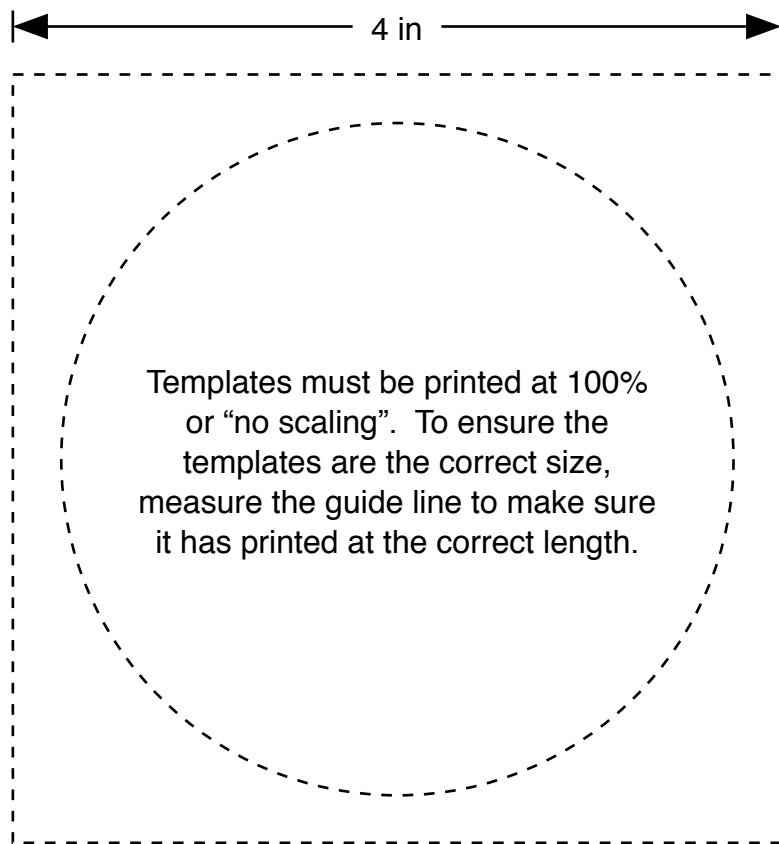 4 in
Templates must be printed at 100%
or “no scaling”.  To ensure the
templates are the correct size,
measure the guide line to make sure
it has printed at the correct length.